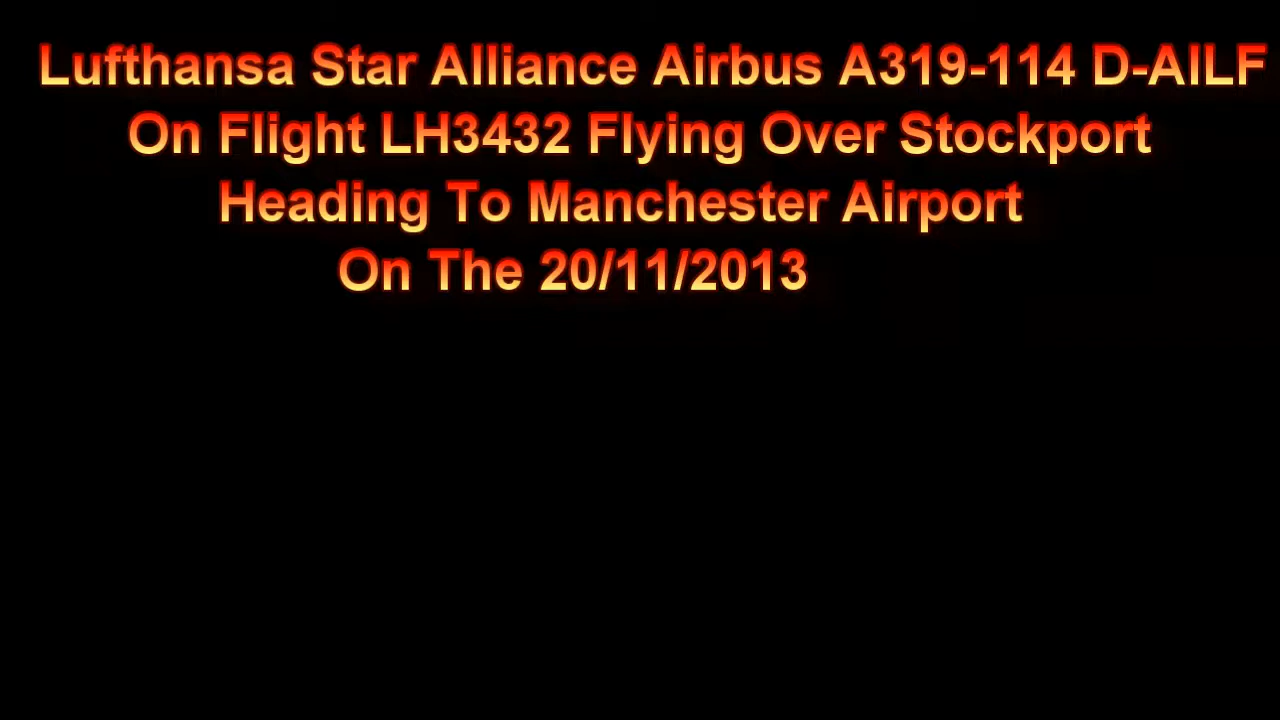 Lufthansa Star Alliance Airbus A319-114 D-AILF
On Flight LH3432 Flying Over Stockport
Heading To Manchester Airport
On The 20/11/2013